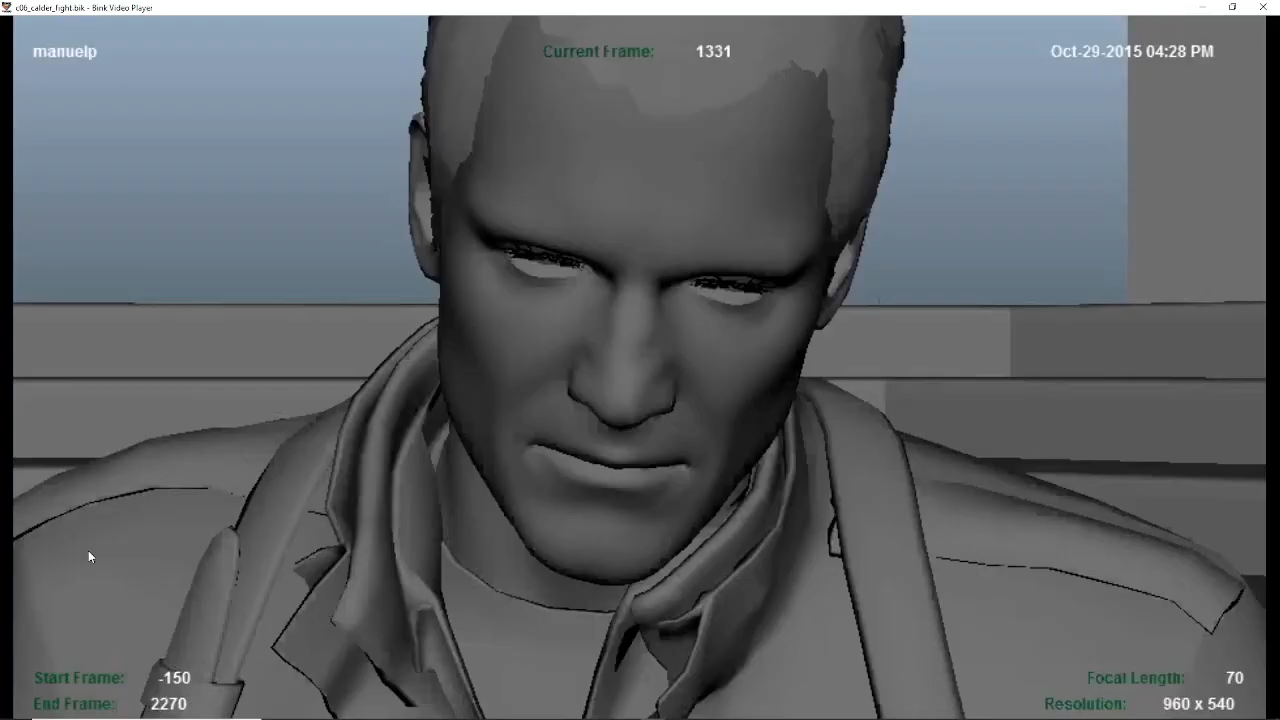 c06_calder_fight.bik - Bink Video Player
manuelp Current Frame: 1331 Oct-29-2015 04:28 PM
Start Frame: -150 Focal Length: 70
End Frame: 2270 Resolution: 960 x 540